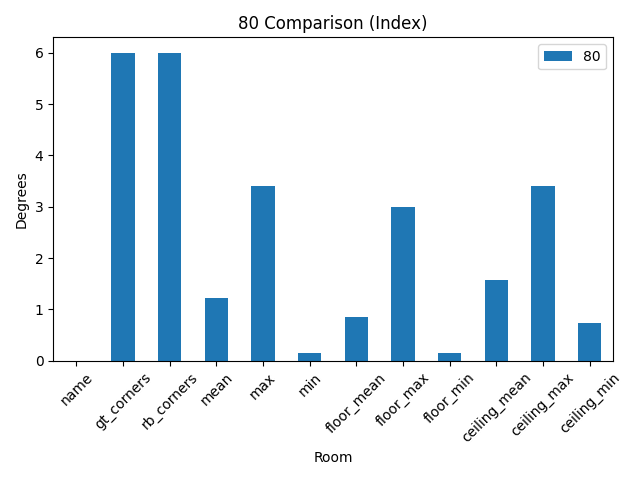 80 Comparison (Index)
80
Degrees
6
5
4
3
2
1
0
name
gt_corners
rb_corners
mean
max
min
floor_mean
floor_max
floor_min
ceiling_mean
ceiling_max
ceiling_min
Room